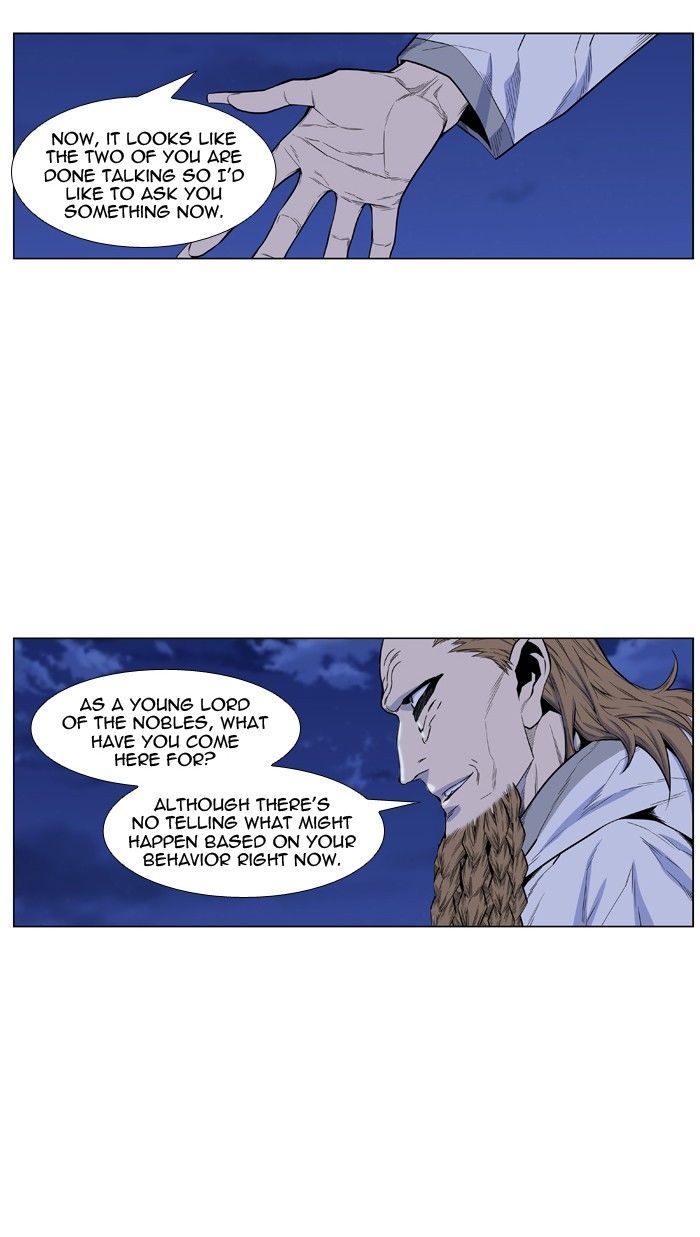 NOW, IT LOOKS LIKE
THE TWO OF YOU ARE
DONE TALKING SO I'D
LIKE TO ASK YOU
SOMETHING NOW.
AS A YOUNG LORD
OF THE NOBLES, WHAT
HAVE YOU COME
HERE FOR?
ALTHOUGH THERE'S
NO TELLING WHAT MIGHT
HAPPEN BASED ON YOUR
BEHAVIOR RIGHT NOW.